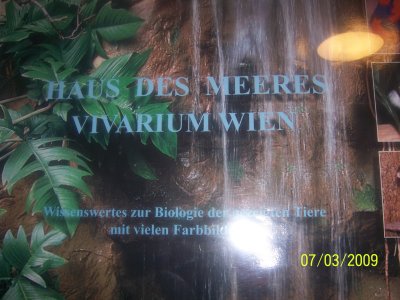 HAUS DES MEERES
VIVARIUM WIEN
Wissenswertes zur Biologie der Tiere
mit vielen
07/03/2009